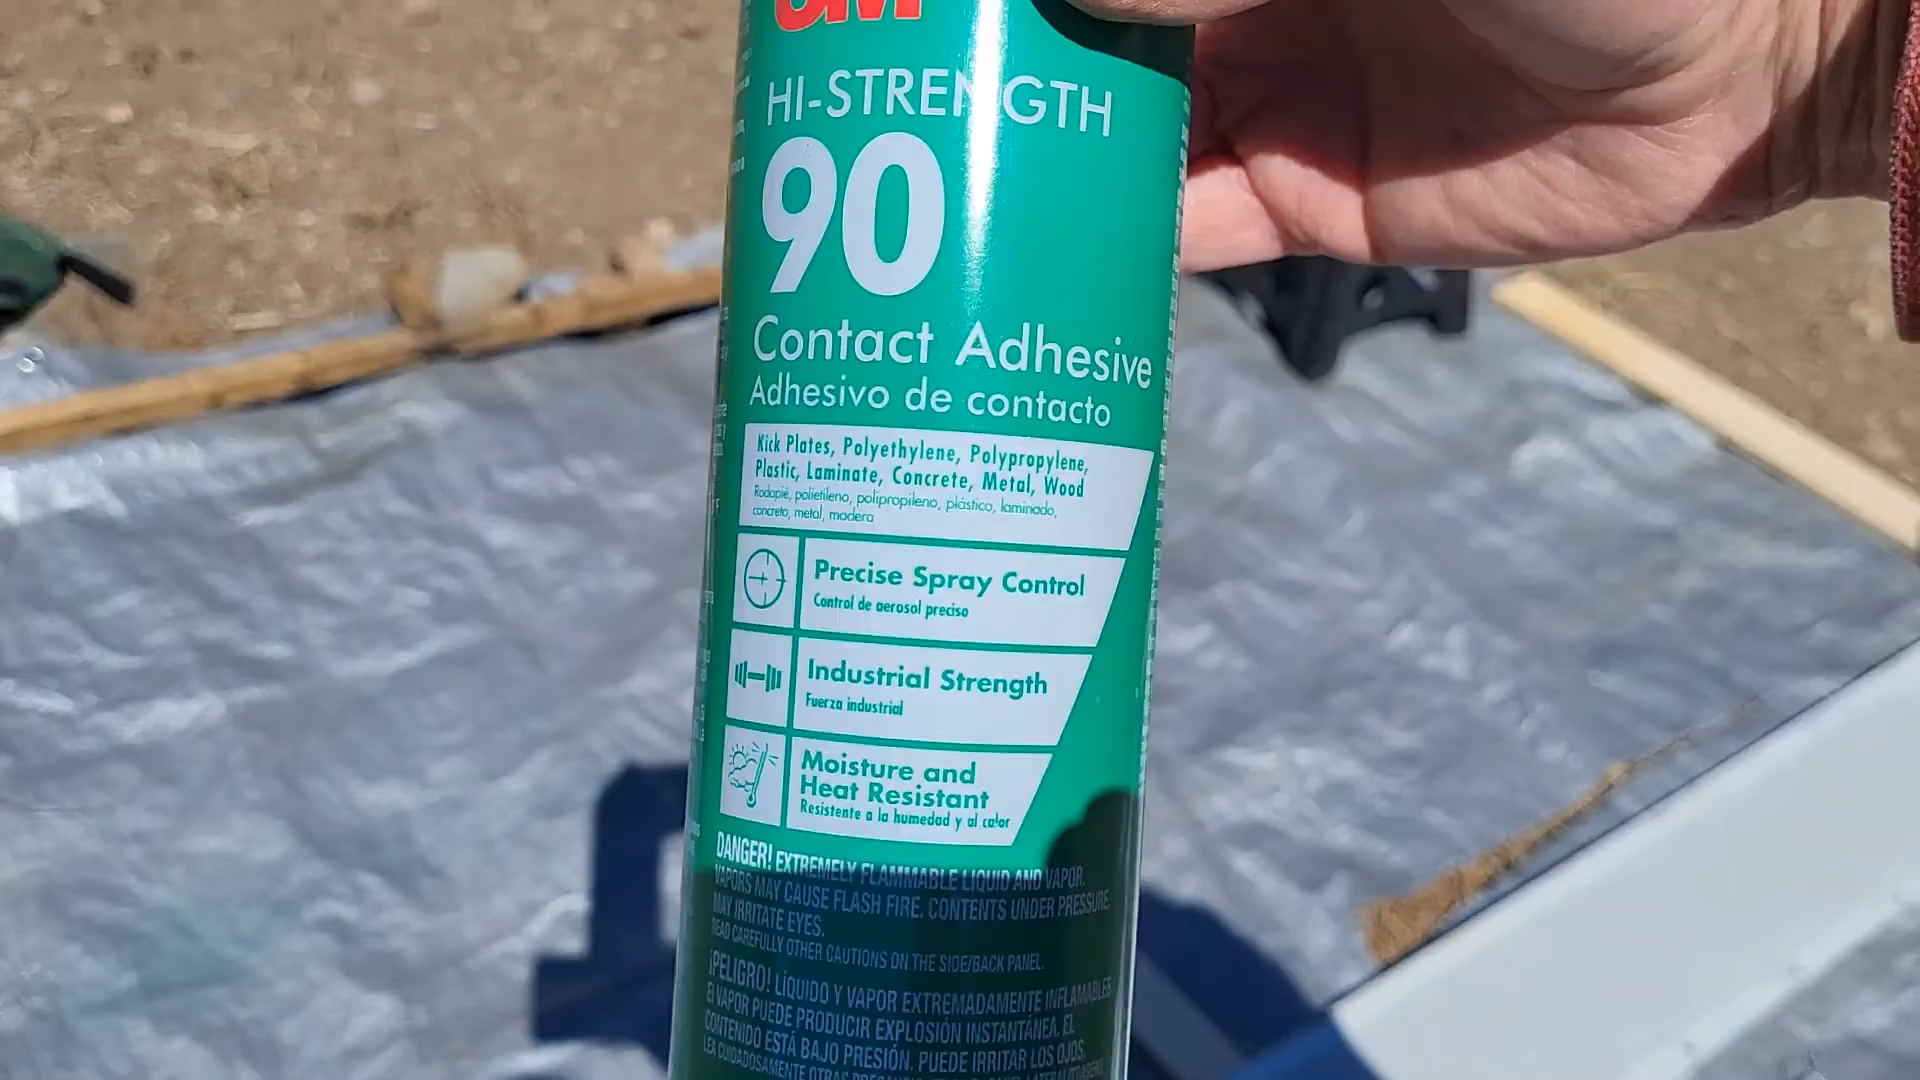 3M
HI-STRENGTH
90
Contact Adhesive
Adhesivo de contacto
Kick Plates, Polyethylene, Polypropylene,
Plastic, Laminate, Concrete, Metal, Wood
Rodapié, polietileno, polipropileno, plástico, laminado,
concreto, metal, madera
Precise Spray Control
Control de aerosol preciso
Industrial Strength
Fuerza industrial
Moisture and
Heat Resistant
Resistente a la humedad y al calor
DANGER! EXTREMELY FLAMMABLE LIQUID AND VAPOR.
VAPORS MAY CAUSE FLASH FIRE. CONTENTS UNDER PRESSURE.
MAY IRRITATE EYES.
READ CAREFULLY OTHER CAUTIONS ON THE SIDE/BACK PANEL.
¡PELIGRO! LÍQUIDO Y VAPOR EXTREMADAMENTE INFLAMABLES
El VAPOR PUEDE PRODUCIR EXPLOSIÓN INSTANTÁNEA. EL
CONTENIDO ESTÁ BAJO PRESIÓN. PUEDE IRRITAR LOS OJOS.
LEA CUIDADOSAMENTE OTRAS